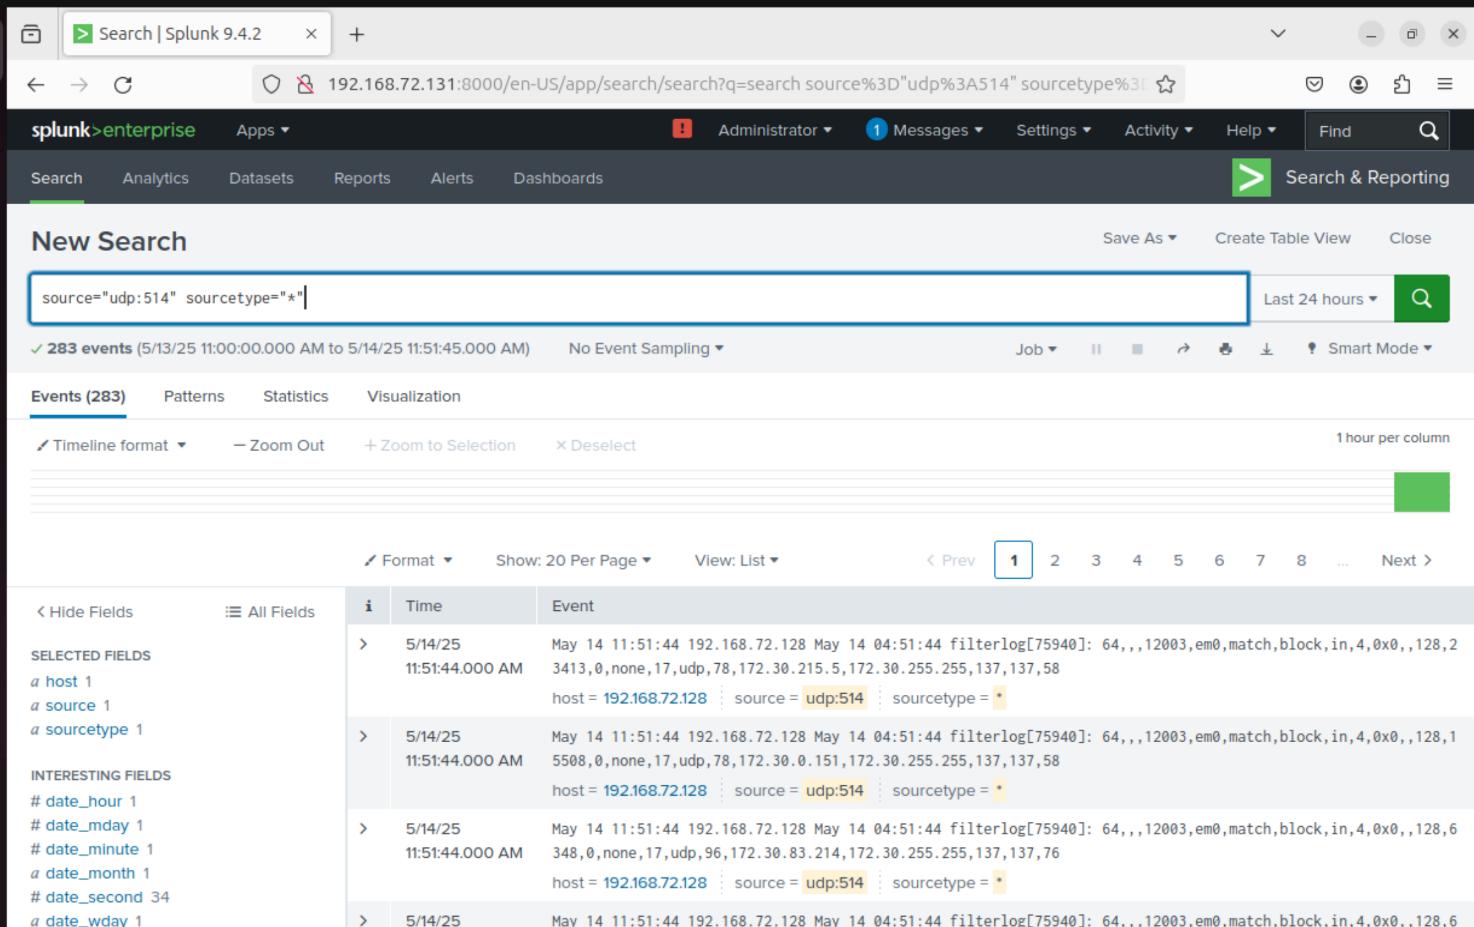 Search | Splunk 9.4.2
192.168.72.131:8000/en-US/app/search/search?q=search source%3D"udp%3A514" sourcetype%3D
splunk>enterprise Apps Administrator 1 Messages Settings Activity Help Find
Search Analytics Datasets Reports Alerts Dashboards Search & Reporting
New Search Save As Create Table View Close
source="udp:514" sourcetype="*" Last 24 hours
283 events (5/13/25 11:00:00.000 AM to 5/14/25 11:51:45.000 AM) No Event Sampling Job Smart Mode
Events (283) Patterns Statistics Visualization
Timeline format — Zoom Out + Zoom to Selection × Deselect 1 hour per column
Format Show: 20 Per Page View: List < Prev 1 2 3 4 5 6 7 8 ... Next >
< Hide Fields All Fields i Time Event
SELECTED FIELDS
a host 1
a source 1
a sourcetype 1
INTERESTING FIELDS
# date_hour 1
# date_mday 1
# date_minute 1
a date_month 1
# date_second 34
a date_wday 1
> 5/14/25 May 14 11:51:44 192.168.72.128 May 14 04:51:44 filterlog[75940]: 64,,,12003,em0,match,block,in,4,0x0,,128,2
11:51:44.000 AM 3413,0,none,17,udp,78,172.30.215.5,172.30.255.255,137,137,58
host = 192.168.72.128 source = udp:514 sourcetype = *
> 5/14/25 May 14 11:51:44 192.168.72.128 May 14 04:51:44 filterlog[75940]: 64,,,12003,em0,match,block,in,4,0x0,,128,1
11:51:44.000 AM 5508,0,none,17,udp,78,172.30.0.151,172.30.255.255,137,137,58
host = 192.168.72.128 source = udp:514 sourcetype = *
> 5/14/25 May 14 11:51:44 192.168.72.128 May 14 04:51:44 filterlog[75940]: 64,,,12003,em0,match,block,in,4,0x0,,128,6
11:51:44.000 AM 348,0,none,17,udp,96,172.30.83.214,172.30.255.255,137,137,76
host = 192.168.72.128 source = udp:514 sourcetype = *
> 5/14/25 May 14 11:51:44 192.168.72.128 May 14 04:51:44 filterlog[75940]: 64,,,12003,em0,match,block,in,4,0x0,,128,6